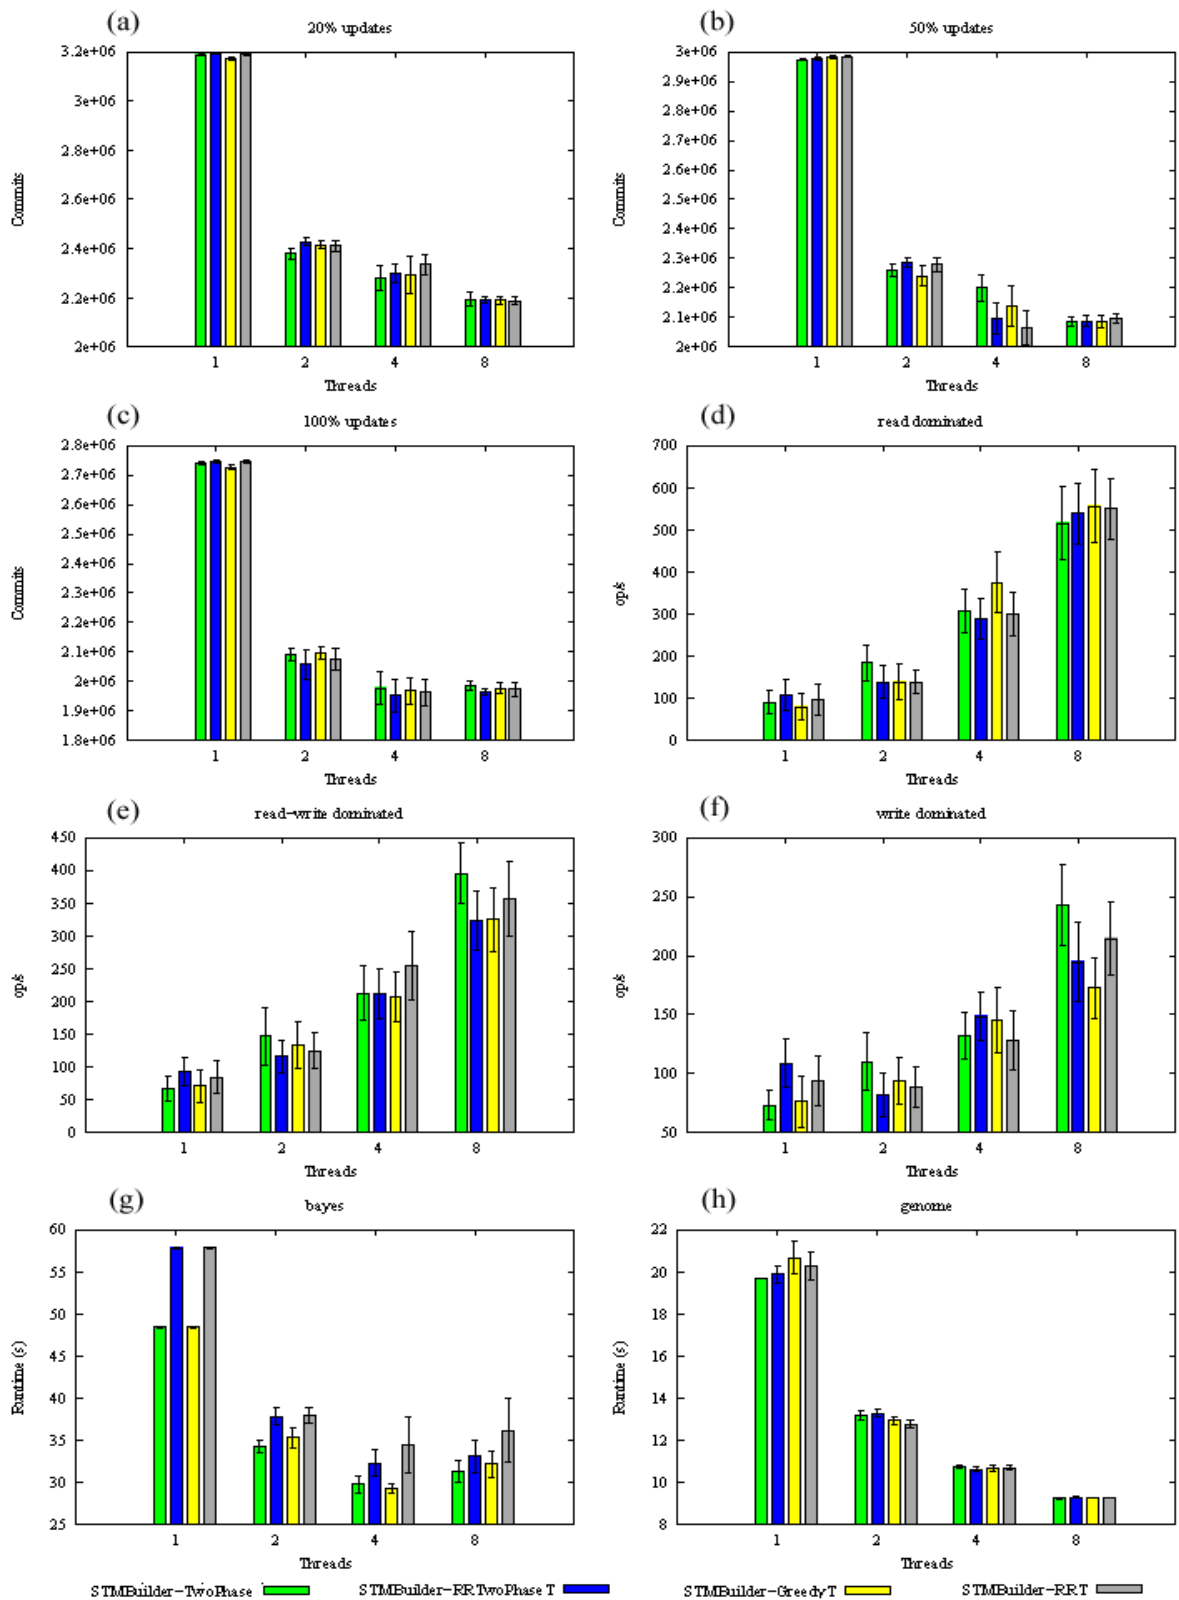 (a) 20% updates
3.2e+06
3e+06
2.8e+06
2.6e+06
2.4e+06
2.2e+06
2e+06
Commits
1 2 4 8
Threads
(b) 50% updates
3e+06
2.9e+06
2.8e+06
2.7e+06
2.6e+06
2.5e+06
2.4e+06
2.3e+06
2.2e+06
2.1e+06
2e+06
Commits
1 2 4 8
Threads
(c) 100% updates
2.8e+06
2.7e+06
2.6e+06
2.5e+06
2.4e+06
2.3e+06
2.2e+06
2.1e+06
2e+06
1.9e+06
1.8e+06
Commits
1 2 4 8
Threads
(d) read dominated
700
600
500
400
300
200
100
0
op/s
1 2 4 8
Threads
(e) read-write dominated
450
400
350
300
250
200
150
100
50
0
op/s
1 2 4 8
Threads
(f) write dominated
300
250
200
150
100
50
op/s
1 2 4 8
Threads
(g) bayes
60
55
50
45
40
35
30
25
Runtime (s)
1 2 4 8
Threads
(h) genome
22
20
18
16
14
12
10
8
Runtime (s)
1 2 4 8
Threads
STMBuilder-TwoPhase STMBuilder-RRTwoPhase T STMBuilder-GreedyT STMBuilder-RRT